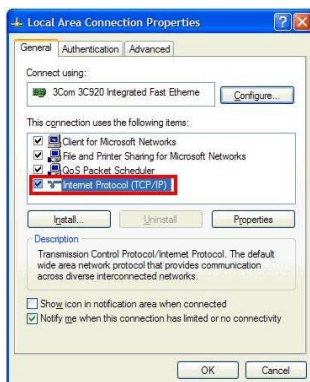 Local Area Connection Properties
General Authentication Advanced
Connect using:
3Com 3C920 Integrated Fast Etherne
Configure...
This connection uses the following items:
Client for Microsoft Networks
File and Printer Sharing for Microsoft Networks
QoS Packet Scheduler
Internet Protocol (TCP/IP)
Install... Uninstall Properties
Description
Transmission Control Protocol/Internet Protocol. The default
wide area network protocol that provides communication
across diverse interconnected networks.
Show icon in notification area when connected
Notify me when this connection has limited or no connectivity
OK Cancel